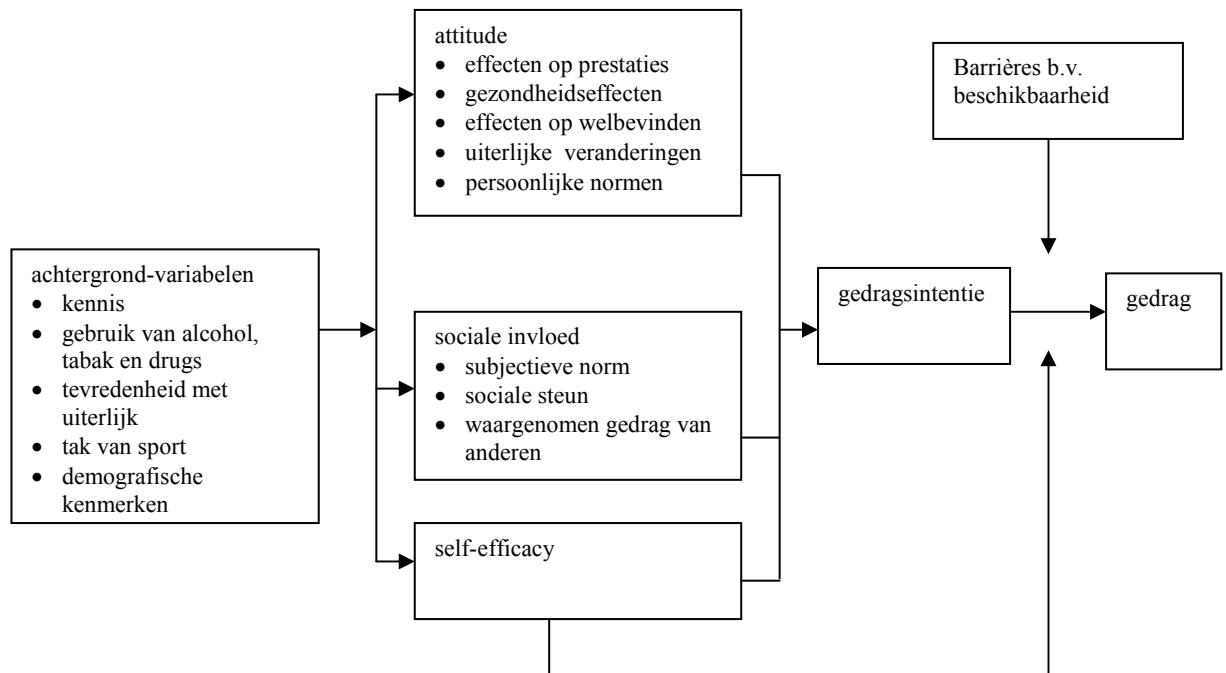 attitude
• effecten op prestaties
• gezondheidseffecten
• effecten op welbevinden
• uiterlijke veranderingen
• persoonlijke normen
Barrières b.v.
beschikbaarheid
achtergrond-variabelen
• kennis
• gebruik van alcohol,
tabak en drugs
• tevredenheid met
uiterlijk
• tak van sport
• demografische
kenmerken
sociale invloed
• subjectieve norm
• sociale steun
• waargenomen gedrag van
anderen
self-efficacy
gedragsintentie
gedrag